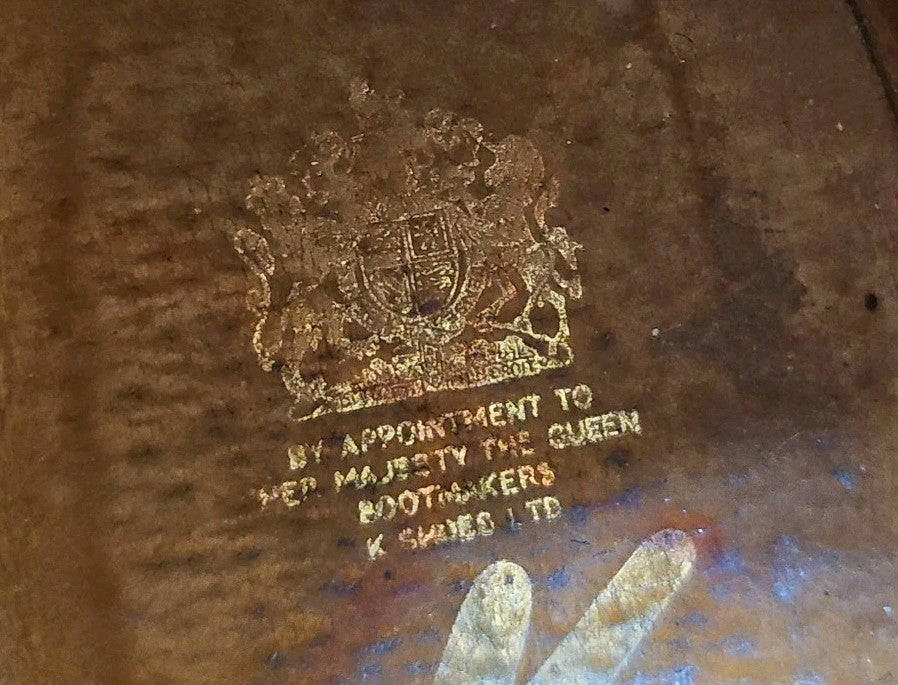 BY APPOINTMENT TO
HER MAJESTY THE QUEEN
BOOTMAKERS
K SHOES LTD